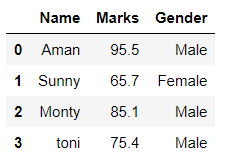 Name Marks Gender
0 Aman 95.5 Male
1 Sunny 65.7 Female
2 Monty 85.1 Male
3 toni 75.4 Male